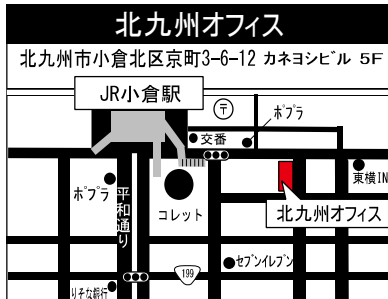 北九州オフィス
北九州市小倉北区京町3-6-12 カネヨシビル 5F
JR小倉駅
〒
ポプラ
交番
東横IN
ポプラ
平和通り
コレット
北九州オフィス
199
セブンイレブン
りそな銀行